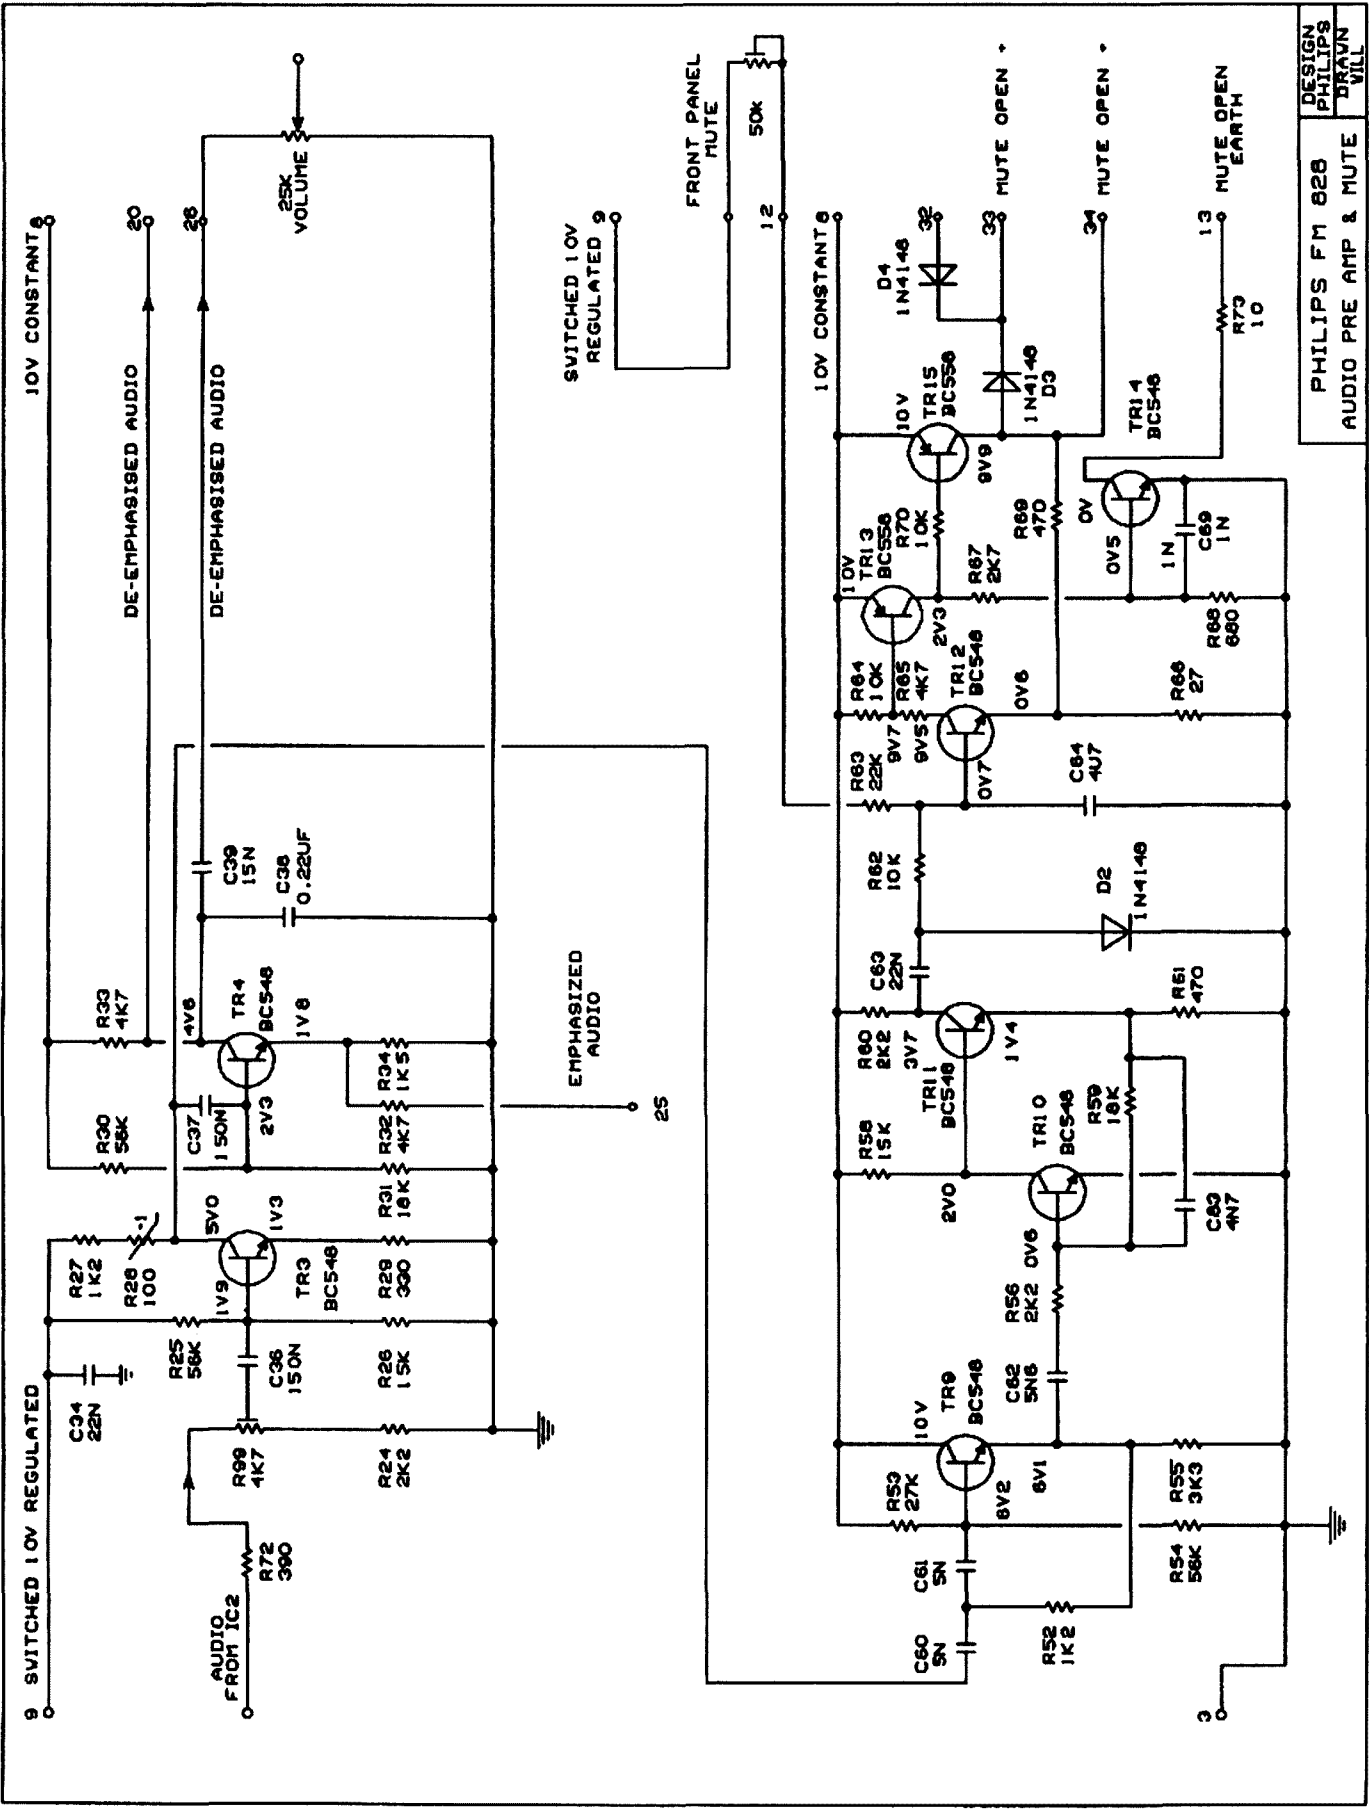 9 SWITCHED 10V REGULATED
C34
22N
AUDIO
FROM IC2
R72
390
R99
4K7
R24
2K2
R25
56K
C36
150N
R26
15K
R27
1K2
R28
100
-1
5V0
1V9
1V3
TR3
BC548
R29
330
R30
56K
C37
150N
2V3
R31
18K
R32
4K7
R34
1K5
R33
4K7
4V6
TR4
BC548
1V8
C39
15N
C38
0.22UF
EMPHASIZED
AUDIO
25
10V CONSTANT 8
DE-EMPHASISED AUDIO
20
DE-EMPHASISED AUDIO
26
25K
VOLUME
SWITCHED 10V
REGULATED
9
FRONT PANEL
MUTE
50K
12
10V CONSTANT 8
3
C60
5N
C61
5N
R52
1K2
R53
27K
R54
56K
R55
3K3
10V
TR9
BC548
6V2
6V1
C62
5N6
R56
2K2
0V6
TR10
BC548
R58
15K
2V0
R59
18K
C83
4N7
R60
2K2
3V7
TR11
BC548
1V4
R61
470
C63
22N
D2
1N4148
R62
10K
R63
22K
C64
4U7
0V7
R64
10K
R65
4K7
9V7
9V5
TR12
BC548
0V6
R66
27
10V
TR13
BC558
2V3
R67
2K7
R68
680
R70
10K
10V
TR15
BC558
9V9
R69
470
0V
0V5
1N
C69
1N
TR14
BC548
D4
1N4148
1N4148
D3
32
33
MUTE OPEN +
34
MUTE OPEN +
13
MUTE OPEN
EARTH
R73
10
PHILIPS FM 828
AUDIO PRE AMP & MUTE
DESIGN
PHILIPS
DRAWN
WILL